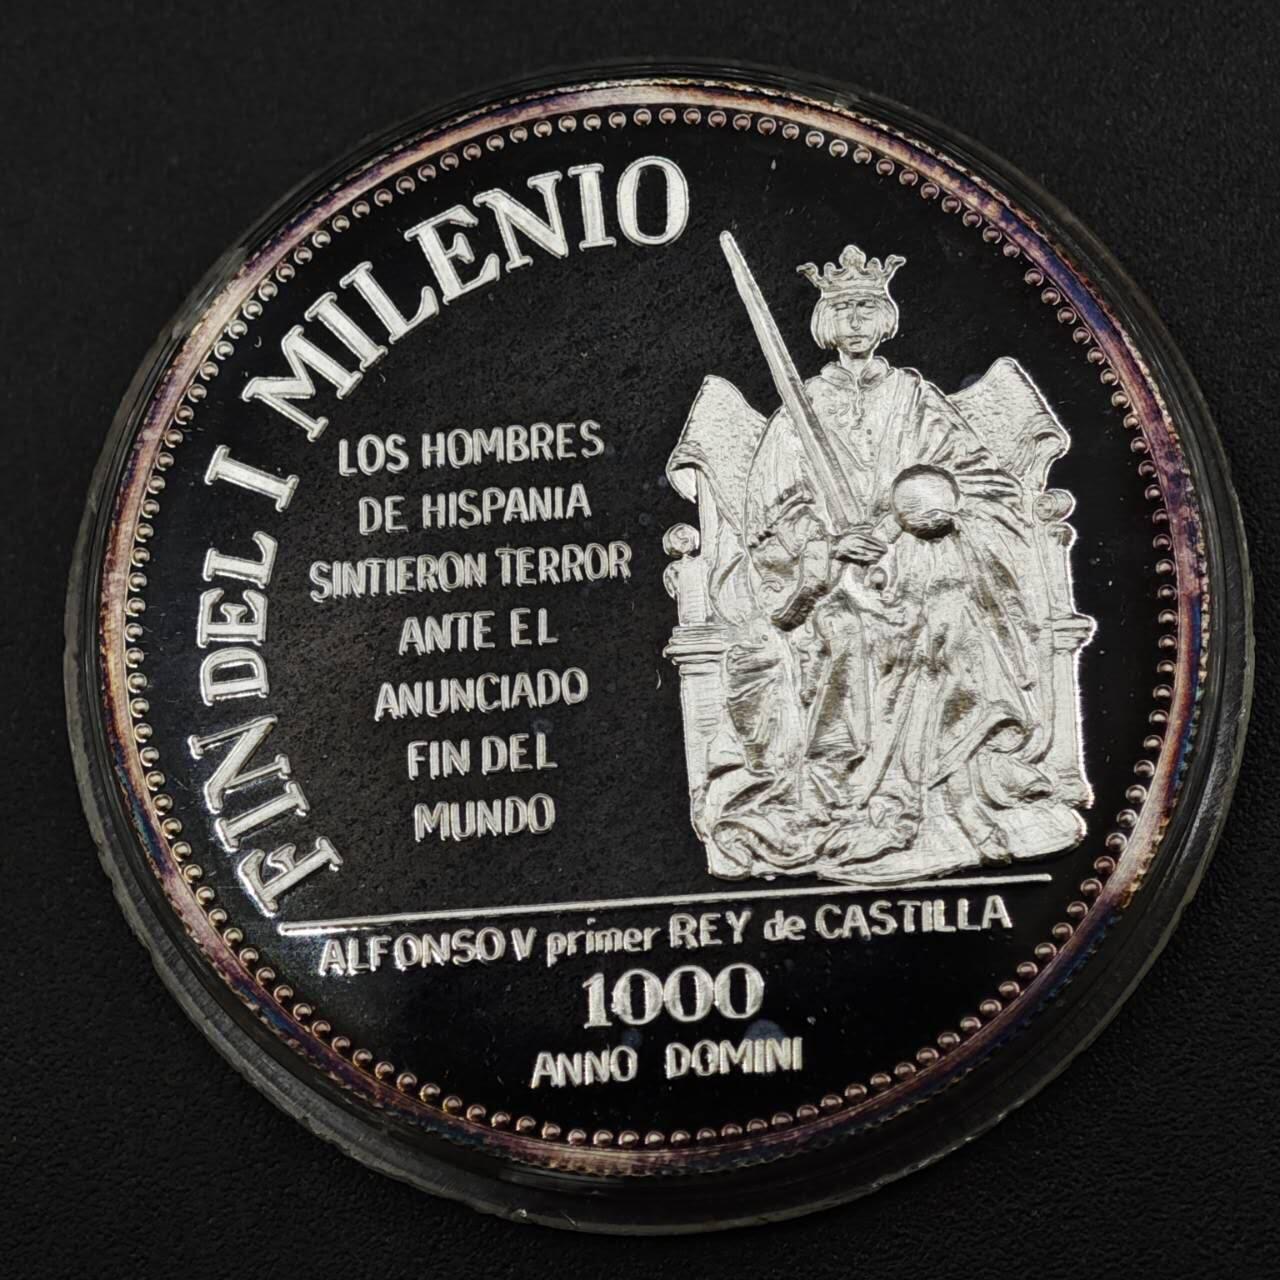 FIN DEL I MILENIO
LOS HOMBRES
DE HISPANIA
SINTIERON TERROR
ANTE EL
ANUNCIADO
FIN DEL
MUNDO
ALFONSO V primer REY de CASTILLA
1000
ANNO DOMINI